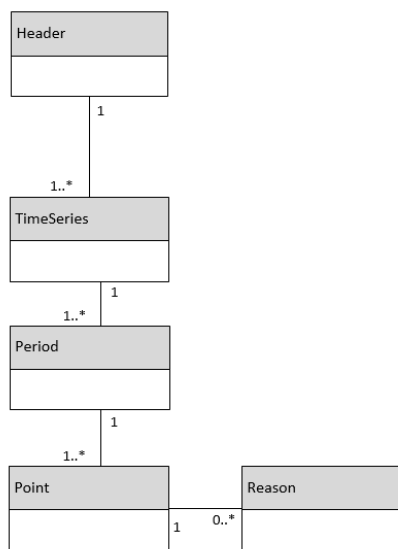 Header
1
1..*
TimeSeries
1
1..*
Period
1
1..*
Point
Reason
1
0..*